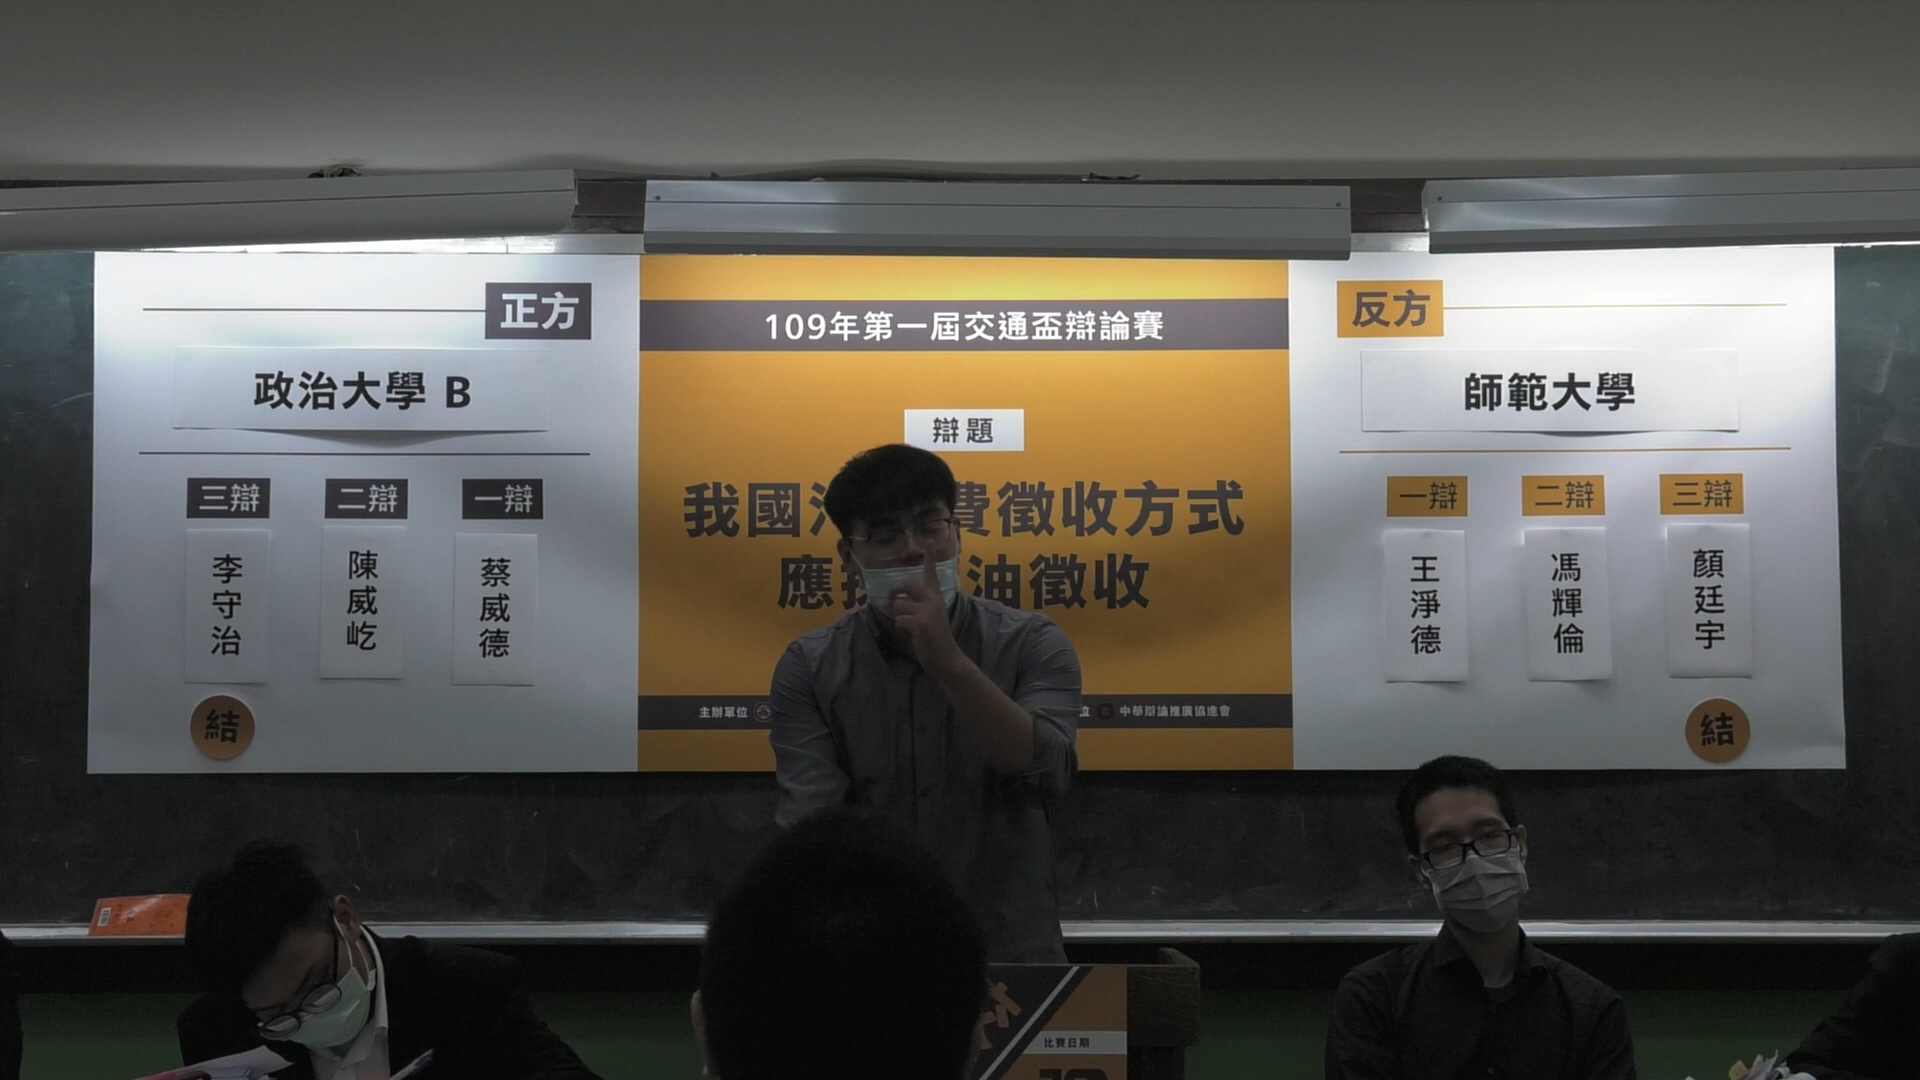 正方
政治大學 B
三辯 二辯 一辯
李守治
陳威屹
蔡威德
結
109年第一屆交通盃辯論賽
辯題
我國 費徵收方式
應 油徵收
主辦單位
中華辯論推廣協進會
反方
師範大學
一辯 二辯 三辯
王淨德
馮輝倫
顏廷宇
結
比賽日期